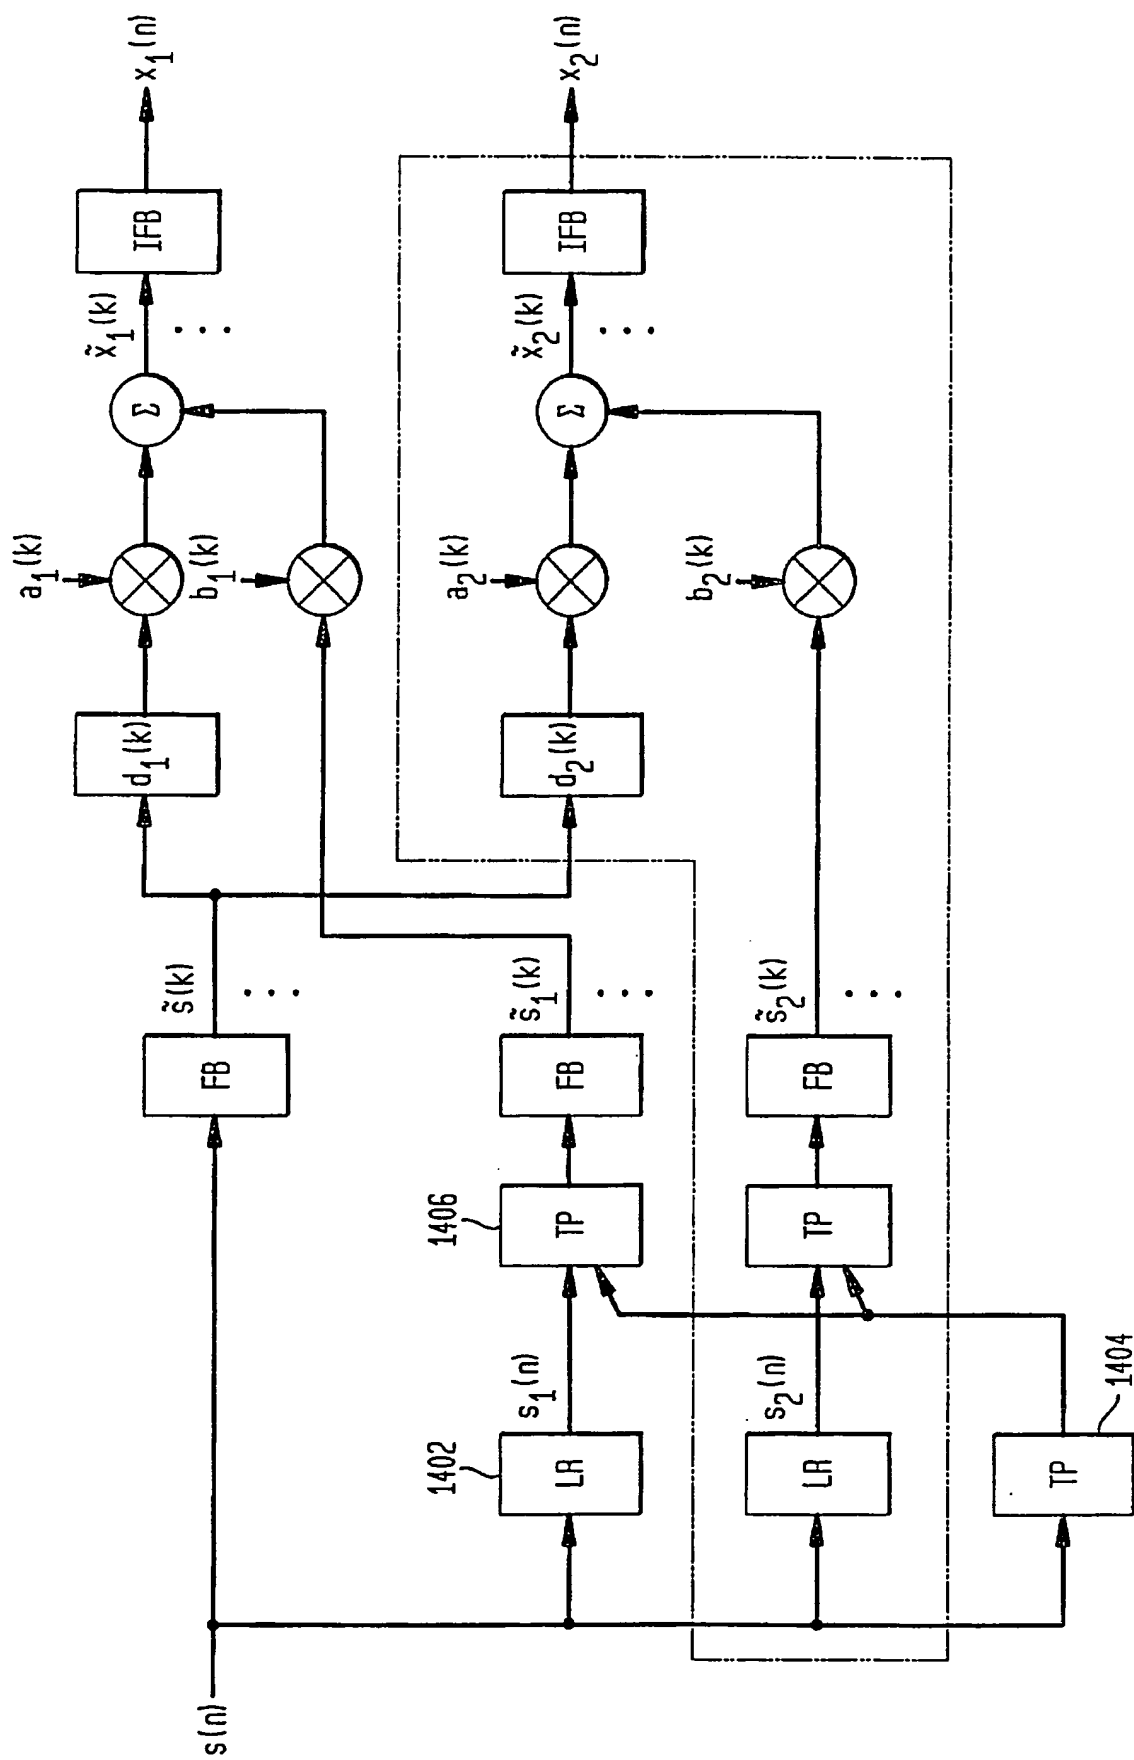 s(n)
FB
s̃(k)
d₁(k)
a₁(k)
Σ
x̃₁(k)
. . .
IFB
x₁(n)
. . .
b₁(k)
1402
LR
s₁(n)
1406
TP
FB
s̃₁(k)
. . .
d₂(k)
a₂(k)
Σ
x̃₂(k)
. . .
IFB
x₂(n)
LR
s₂(n)
TP
FB
s̃₂(k)
. . .
b₂(k)
TP
1404